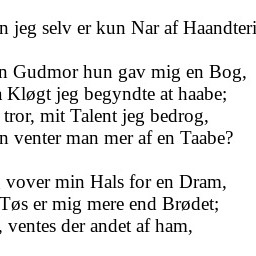 n jeg selv er kun Nar af Haandteri
n Gudmor hun gav mig en Bog,
Kløgt jeg begyndte at haabe;
tror, mit Talent jeg bedrog,
n venter man mer af en Taabe?
vover min Hals for en Dram,
Tøs er mig mere end Brødet;
, ventes der andet af ham,